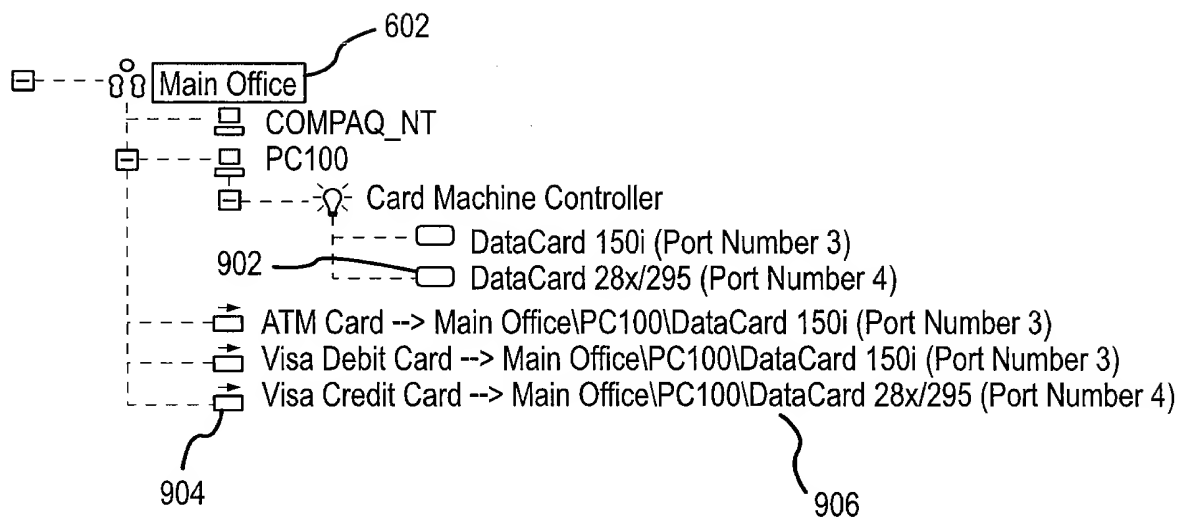 602
Main Office
COMPAQ_NT
PC100
Card Machine Controller
DataCard 150i (Port Number 3)
902
DataCard 28x/295 (Port Number 4)
ATM Card --> Main Office\PC100\DataCard 150i (Port Number 3)
Visa Debit Card --> Main Office\PC100\DataCard 150i (Port Number 3)
Visa Credit Card --> Main Office\PC100\DataCard 28x/295 (Port Number 4)
904
906